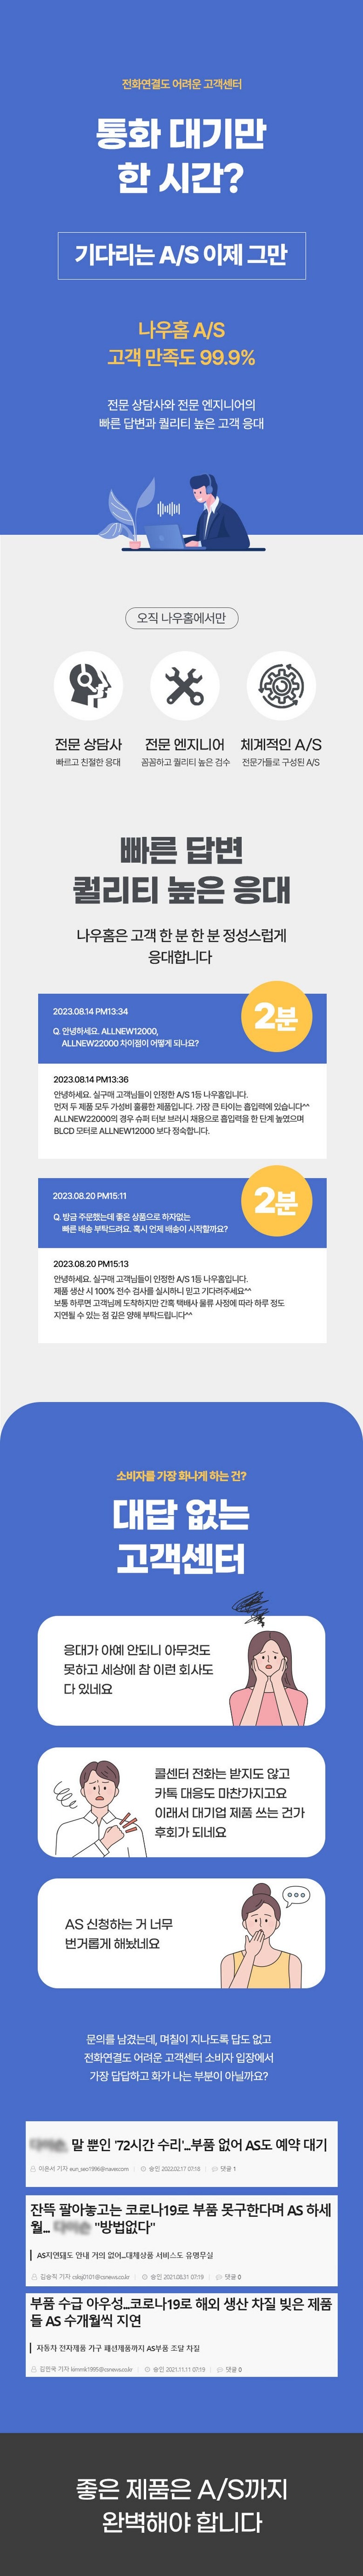 전화연결도 어려운 고객센터
통화 대기만
한 시간?
기다리는 A/S 이제 그만
나우홈 A/S
고객 만족도 99.9%
전문 상담사와 전문 엔지니어의
빠른 답변과 퀄리티 높은 고객 응대
오직 나우홈에서만
전문 상담사
빠르고 친절한 응대
전문 엔지니어
꼼꼼하고 퀄리티 높은 검수
체계적인 A/S
전문가들로 구성된 A/S
빠른 답변
퀄리티 높은 응대
나우홈은 고객 한 분 한 분 정성스럽게
응대합니다
2023.08.14 PM13:34
2분
Q. 안녕하세요. ALLNEW12000,
ALLNEW22000 차이점이 어떻게 되나요?
2023.08.14 PM13:36
안녕하세요. 실구매 고객님들이 인정한 A/S 1등 나우홈입니다.
먼저 두 제품 모두 가성비 훌륭한 제품입니다. 가장 큰 차이는 흡입력에 있습니다^^
ALLNEW22000의 경우 슈퍼 터보 브러시 채용으로 흡입력을 한 단계 높였으며
BLCD 모터로 ALLNEW12000 보다 정숙합니다.
2023.08.20 PM15:11
2분
Q. 방금 주문했는데 좋은 상품으로 하자없는
빠른 배송 부탁드려요. 혹시 언제 배송이 시작할까요?
2023.08.20 PM15:13
안녕하세요. 실구매 고객님들이 인정한 A/S 1등 나우홈입니다.
제품 생산 시 100% 전수 검사를 실시하니 믿고 기다려주세요^^
보통 하루면 고객님께 도착하지만 간혹 택배사 물류 사정에 따라 하루 정도
지연될 수 있는 점 깊은 양해 부탁드립니다^^
소비자를 가장 화나게 하는 건?
대답 없는
고객센터
응대가 아예 안되니 아무것도
못하고 세상에 참 이런 회사도
다 있네요
콜센터 전화는 받지도 않고
카톡 대응도 마찬가지고요
이래서 대기업 제품 쓰는 건가
후회가 되네요
AS 신청하는 거 너무
번거롭게 해놨네요
문의를 남겼는데, 며칠이 지나도록 답도 없고
전화연결도 어려운 고객센터 소비자 입장에서
가장 답답하고 화가 나는 부분이 아닐까요?
말 뿐인 '72시간 수리'...부품 없어 AS도 예약 대기
이은서 기자 eun_seo1996@naver.com 승인 2022.02.17 07:18 댓글 1
잔뜩 팔아놓고는 코로나19로 부품 못구한다며 AS 하세
월... "방법없다"
AS지연돼도 안내 거의 없어...대체상품 서비스도 유명무실
김승직 기자 csksj0101@csnews.co.kr 승인 2021.08.31 07:19 댓글 0
부품 수급 아우성...코로나19로 해외 생산 차질 빚은 제품
들 AS 수개월씩 지연
자동차 전자제품 가구 패션제품까지 AS부품 조달 차질
김민국 기자 kimmk1995@csnews.co.kr 승인 2021.11.11 07:19 댓글 0
좋은 제품은 A/S까지
완벽해야 합니다